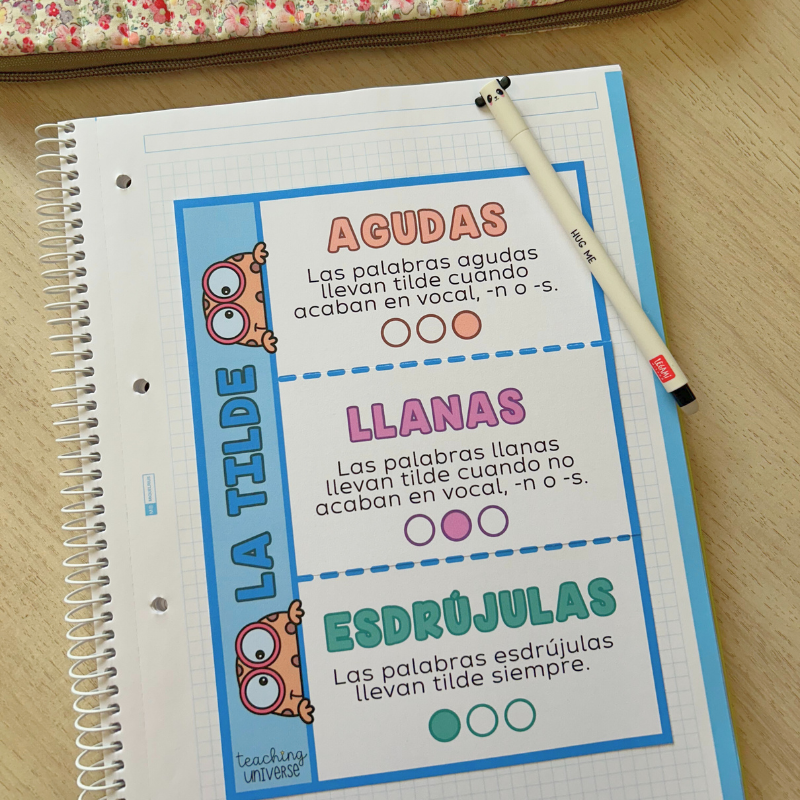 LA TILDE
AGUDAS
Las palabras agudas
llevan tilde cuando
acaban en vocal, -n o -s.
LLANAS
Las palabras llanas
llevan tilde cuando no
acaban en vocal, -n o -s.
ESDRÚJULAS
Las palabras esdrújulas
llevan tilde siempre.
teaching
UNIVERSE
HUG ME
LEGAMI